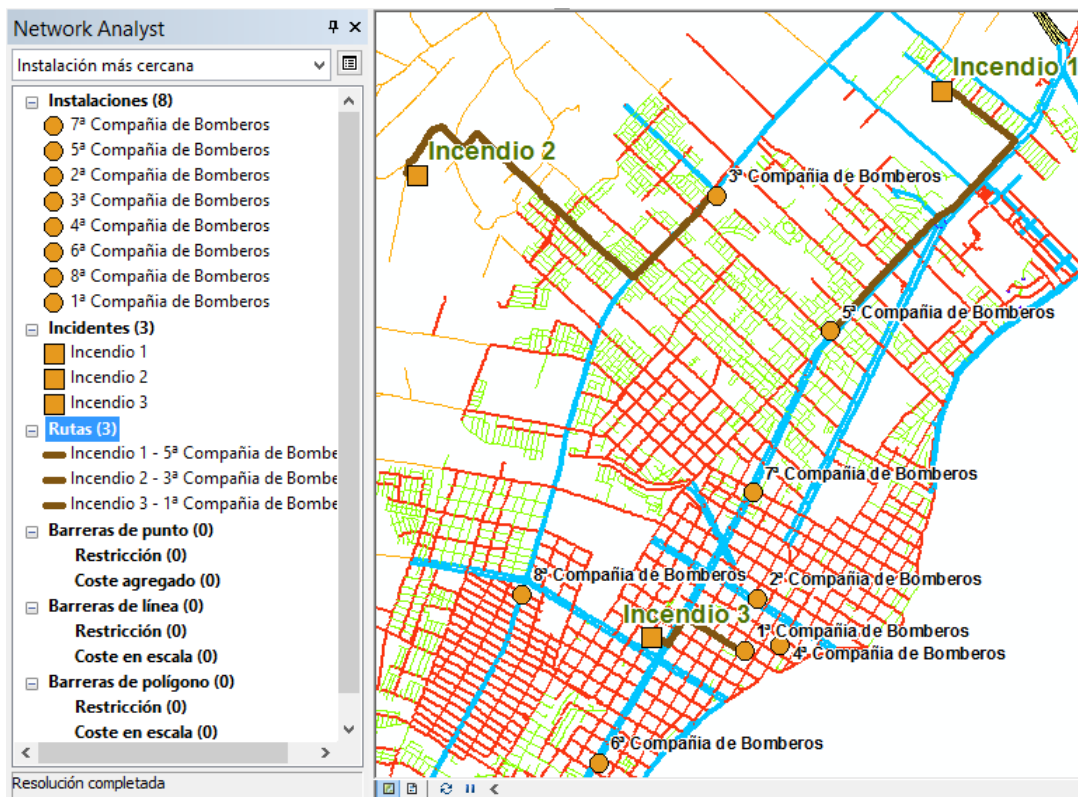 Network Analyst
Instalación más cercana
Instalaciones (8)
7ª Compañia de Bomberos
5ª Compañia de Bomberos
2ª Compañia de Bomberos
3ª Compañia de Bomberos
4ª Compañia de Bomberos
6ª Compañia de Bomberos
8ª Compañia de Bomberos
1ª Compañia de Bomberos
Incidentes (3)
Incendio 1
Incendio 2
Incendio 3
Rutas (3)
Incendio 1 - 5ª Compañia de Bombe
Incendio 2 - 3ª Compañia de Bombe
Incendio 3 - 1ª Compañia de Bombe
Barreras de punto (0)
Restricción (0)
Coste agregado (0)
Barreras de línea (0)
Restricción (0)
Coste en escala (0)
Barreras de polígono (0)
Restricción (0)
Coste en escala (0)
Resolución completada
Incendio 1
Incendio 2
3ª Compañia de Bomberos
5ª Compañia de Bomberos
7ª Compañia de Bomberos
8ª Compañia de Bomberos
2ª Compañia de Bomberos
Incendio 3
1ª Compañia de Bomberos
4ª Compañia de Bomberos
6ª Compañia de Bomberos